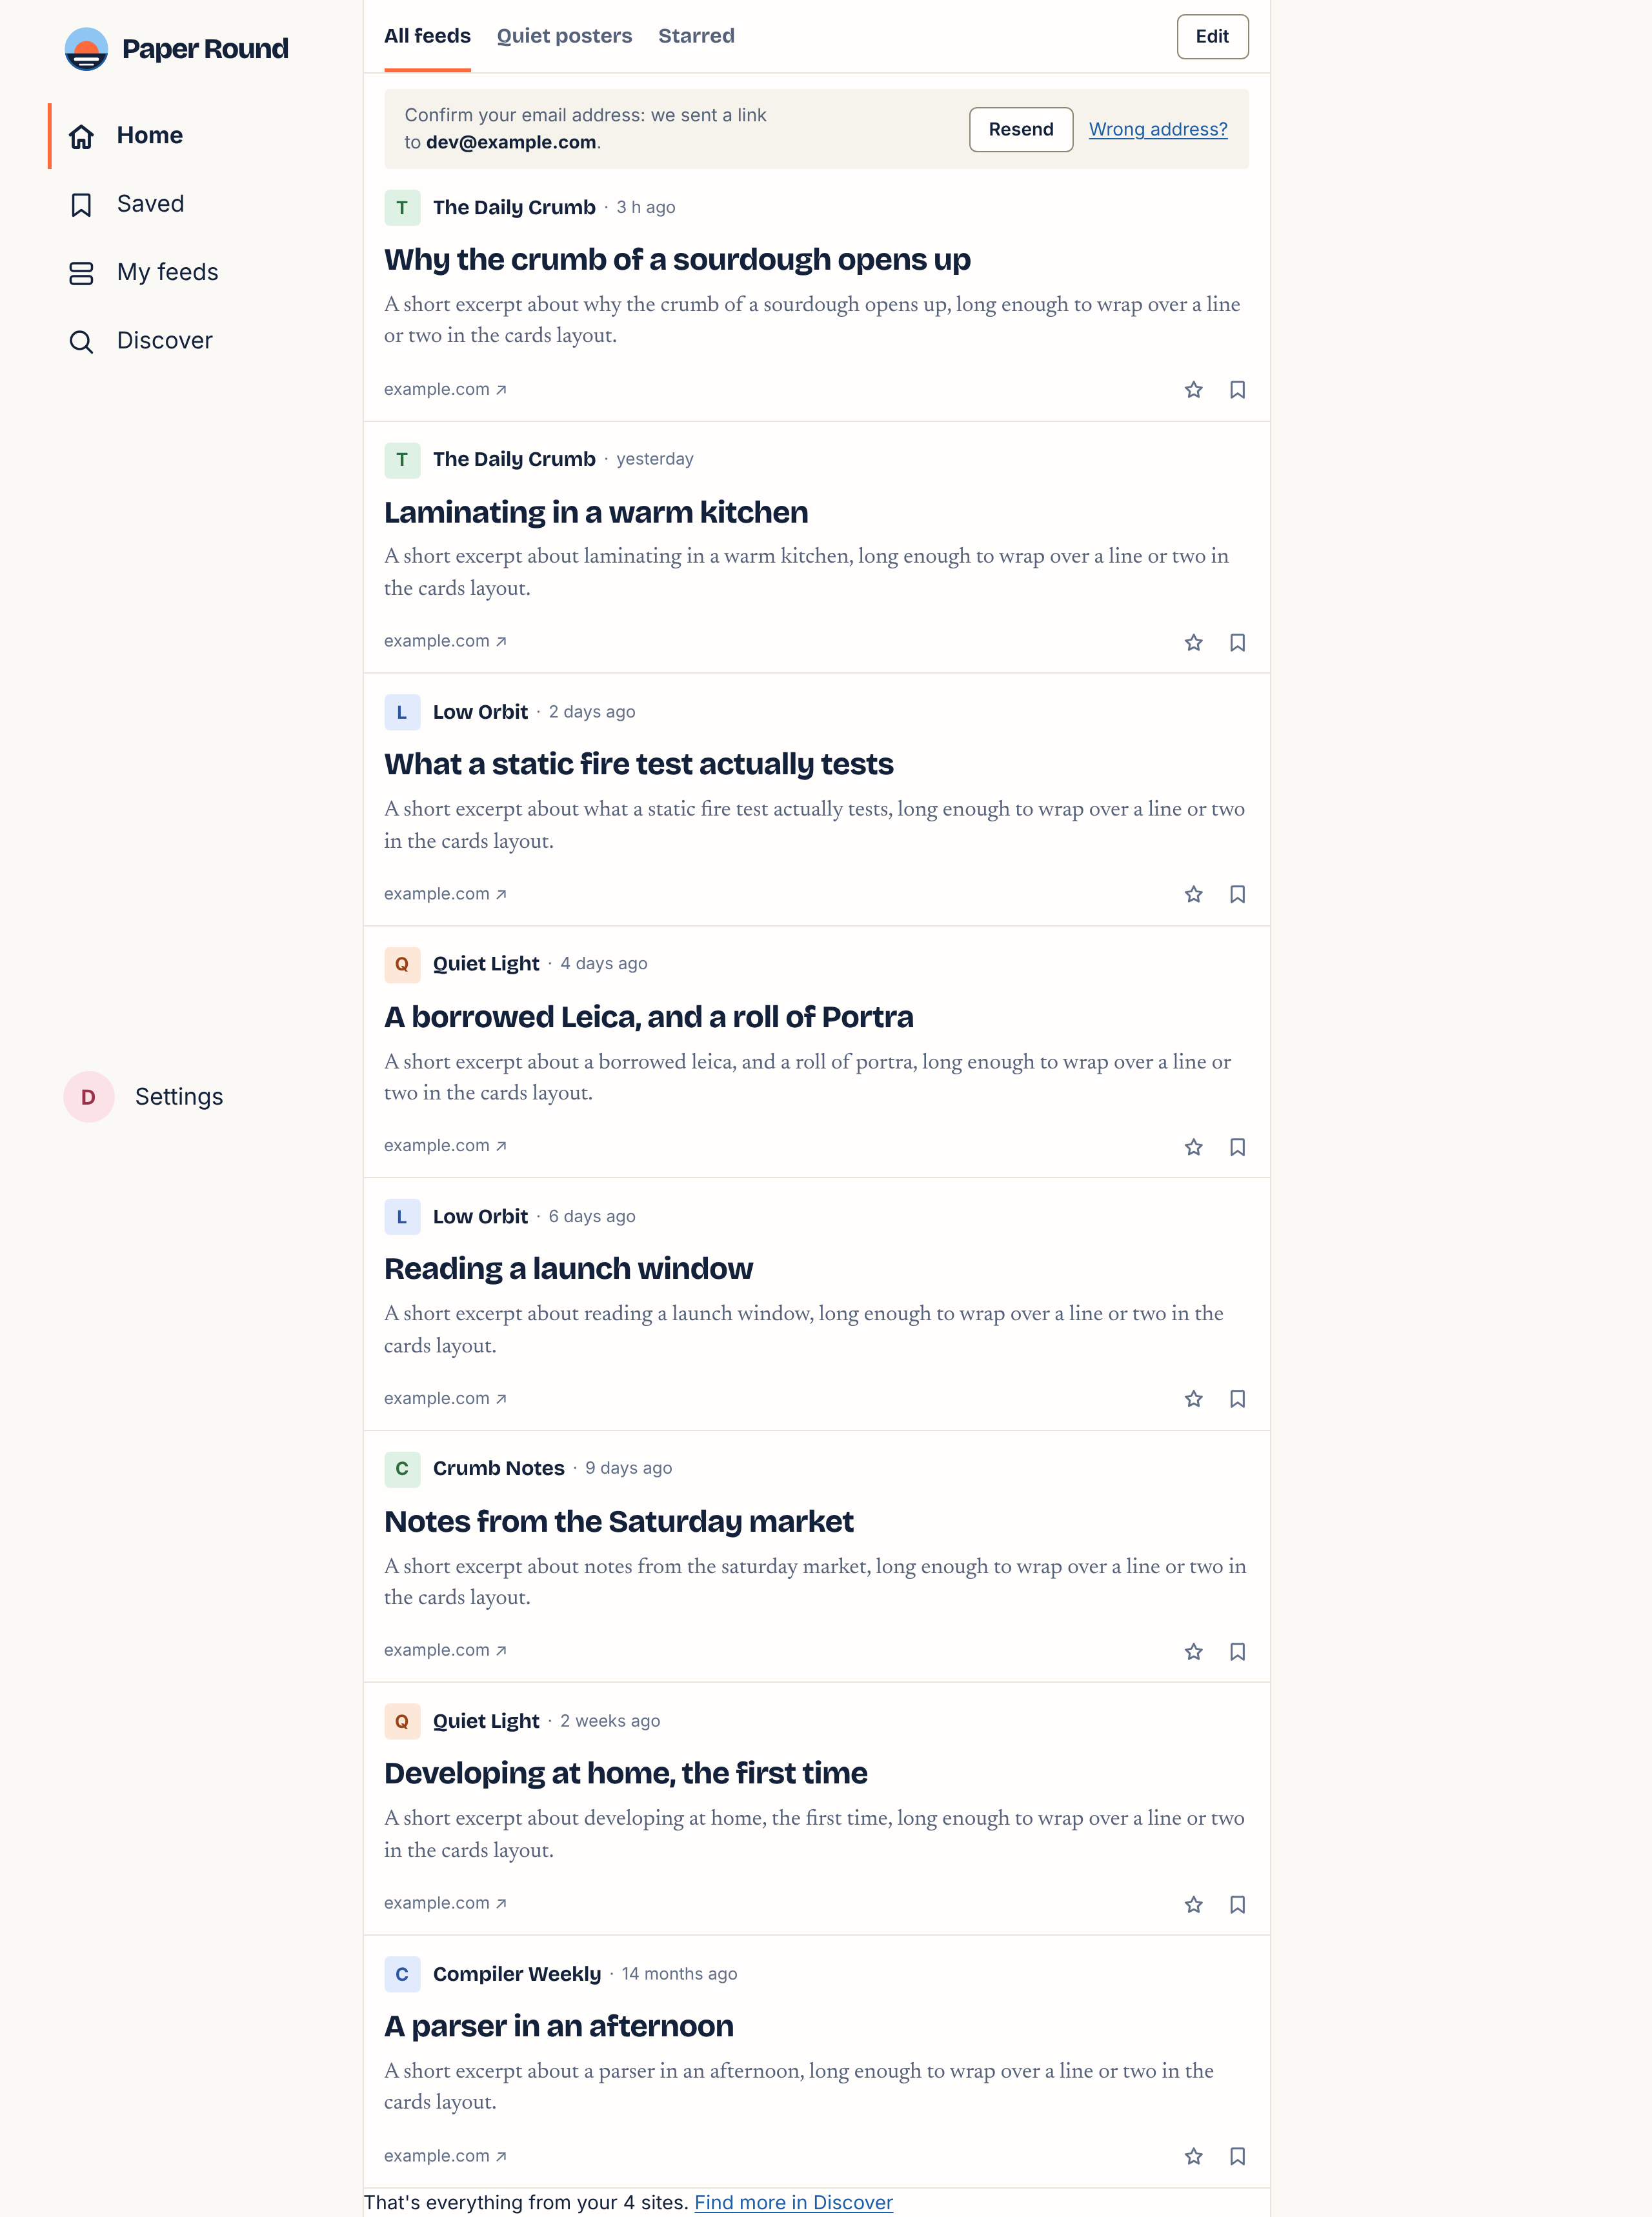 Paper Round
Home
Saved
My feeds
Discover
D Settings
All feeds Quiet posters Starred Edit
Confirm your email address: we sent a link
to dev@example.com.
Resend Wrong address?
T The Daily Crumb · 3 h ago
Why the crumb of a sourdough opens up
A short excerpt about why the crumb of a sourdough opens up, long enough to wrap over a line
or two in the cards layout.
example.com ↗
T The Daily Crumb · yesterday
Laminating in a warm kitchen
A short excerpt about laminating in a warm kitchen, long enough to wrap over a line or two in
the cards layout.
example.com ↗
L Low Orbit · 2 days ago
What a static fire test actually tests
A short excerpt about what a static fire test actually tests, long enough to wrap over a line or two
in the cards layout.
example.com ↗
Q Quiet Light · 4 days ago
A borrowed Leica, and a roll of Portra
A short excerpt about a borrowed leica, and a roll of portra, long enough to wrap over a line or
two in the cards layout.
example.com ↗
L Low Orbit · 6 days ago
Reading a launch window
A short excerpt about reading a launch window, long enough to wrap over a line or two in the
cards layout.
example.com ↗
C Crumb Notes · 9 days ago
Notes from the Saturday market
A short excerpt about notes from the saturday market, long enough to wrap over a line or two in
the cards layout.
example.com ↗
Q Quiet Light · 2 weeks ago
Developing at home, the first time
A short excerpt about developing at home, the first time, long enough to wrap over a line or two
in the cards layout.
example.com ↗
C Compiler Weekly · 14 months ago
A parser in an afternoon
A short excerpt about a parser in an afternoon, long enough to wrap over a line or two in the
cards layout.
example.com ↗
That's everything from your 4 sites. Find more in Discover